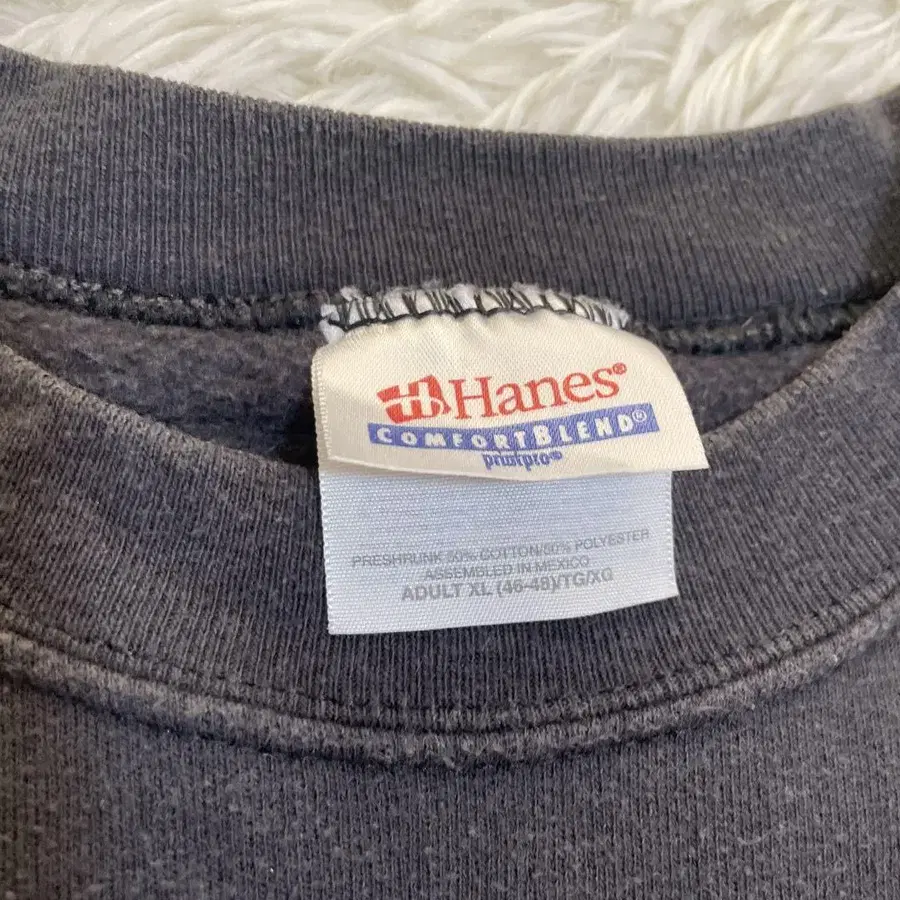 Hanes®
COMFORTBLEND®
printpro®
PRESHRUNK 50% COTTON/50% POLYESTER
ASSEMBLED IN MEXICO
ADULT XL (46-48)/TG/XG